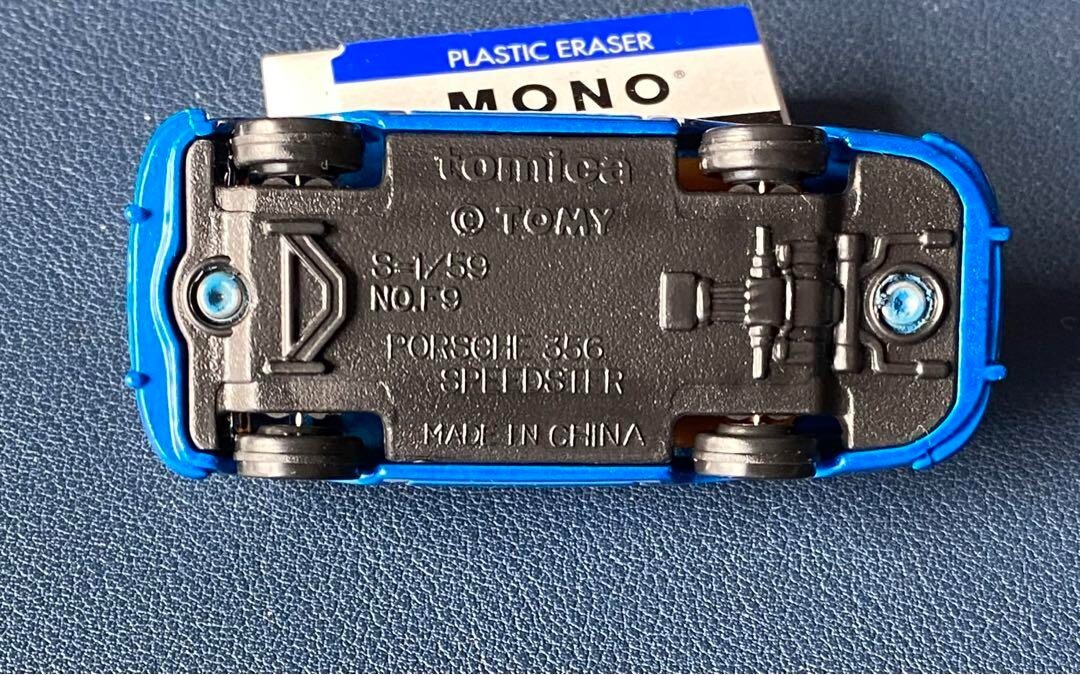 PLASTIC ERASER
MONO®
tomica
© TOMY
S=1/59
NO.F9
PORSCHE 356
SPEEDSTER
MADE IN CHINA